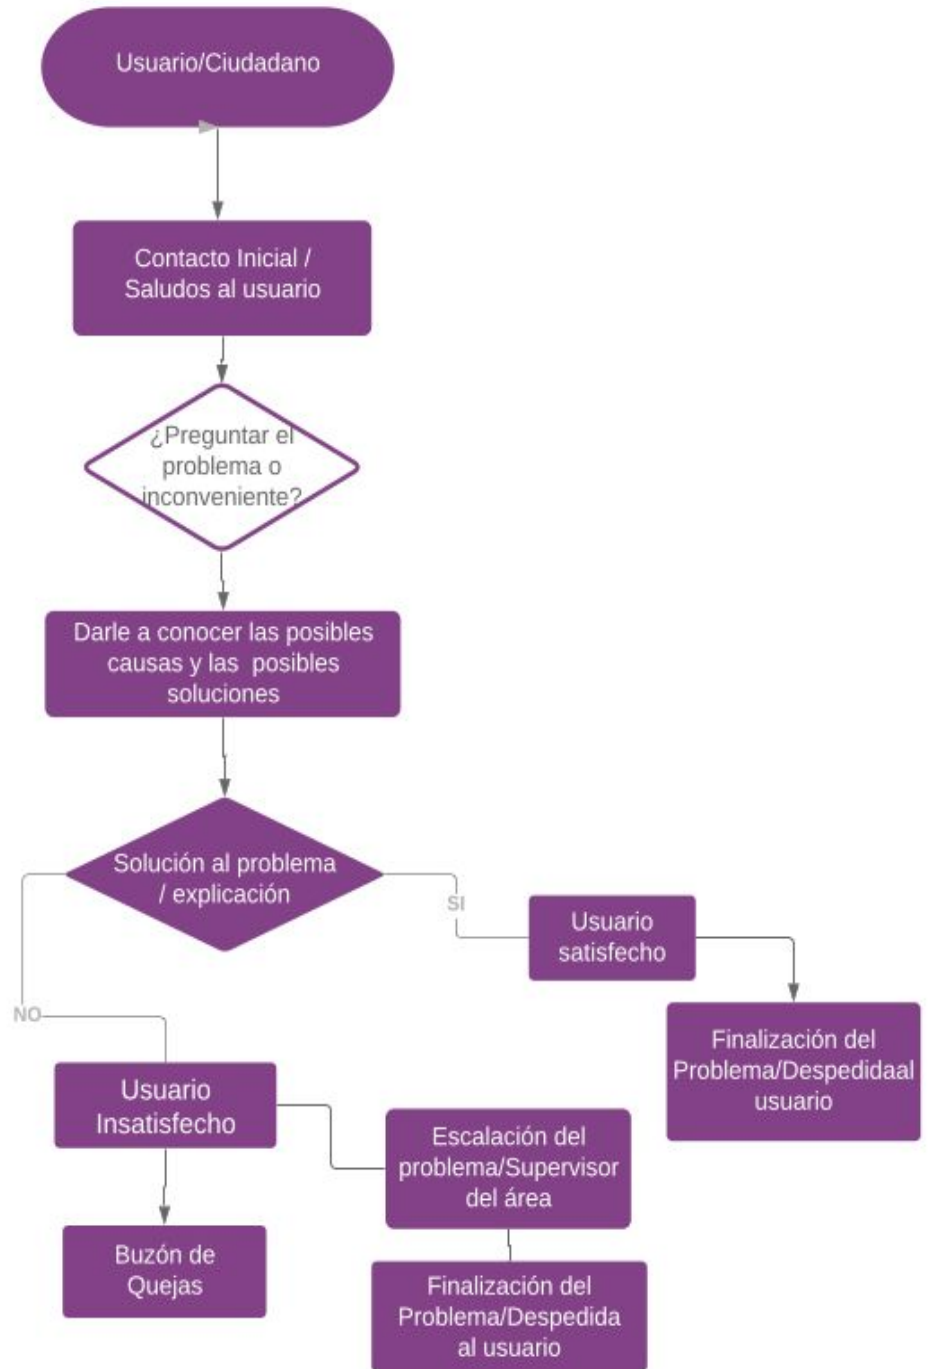 Usuario/Ciudadano
Contacto Inicial /
Saludos al usuario
¿Preguntar el
problema o
inconveniente?
Darle a conocer las posibles
causas y las posibles
soluciones
Solución al problema
/ explicación
SI
Usuario
satisfecho
Finalización del
Problema/Despedidaal
usuario
NO
Usuario
Insatisfecho
Escalación del
problema/Supervisor
del área
Buzón de
Quejas
Finalización del
Problema/Despedida
al usuario